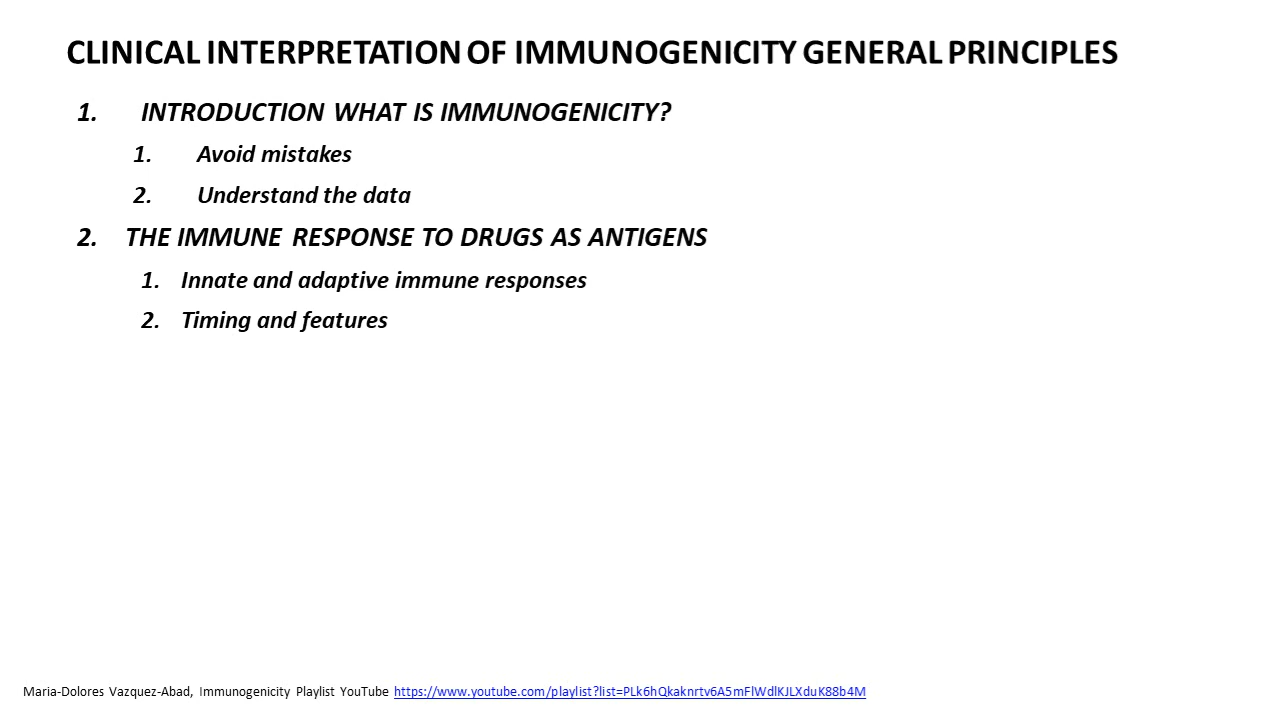 CLINICAL INTERPRETATION OF IMMUNOGENICITY GENERAL PRINCIPLES
1. INTRODUCTION WHAT IS IMMUNOGENICITY?
1. Avoid mistakes
2. Understand the data
2. THE IMMUNE RESPONSE TO DRUGS AS ANTIGENS
1. Innate and adaptive immune responses
2. Timing and features
Maria-Dolores Vazquez-Abad, Immunogenicity Playlist YouTube https://www.youtube.com/playlist?list=PLk6hQkaknrtv6A5mFlWdlKJLXduK88b4M